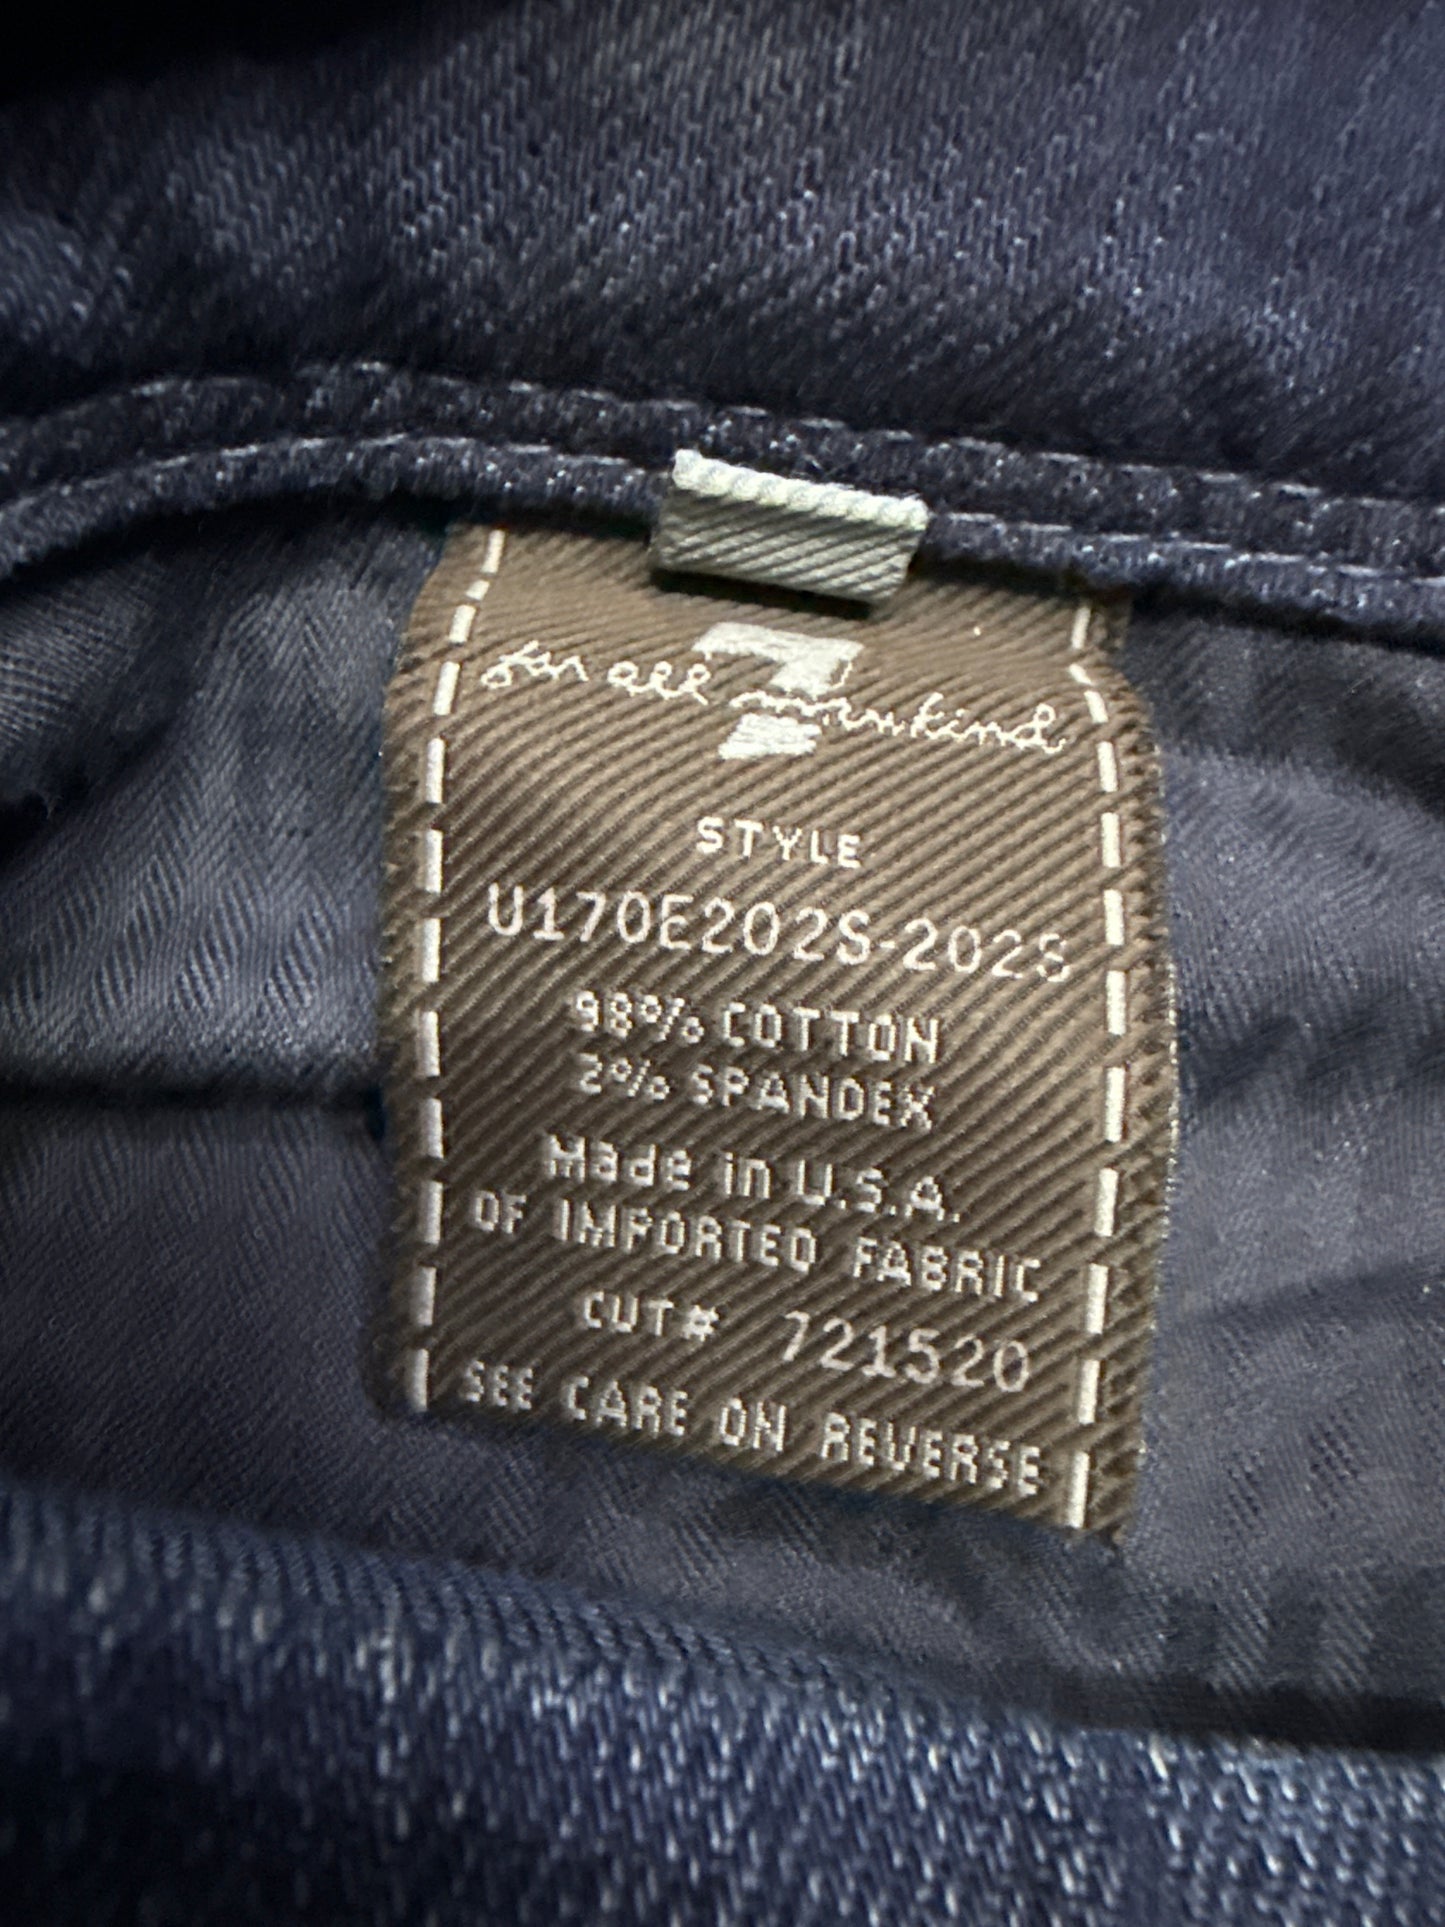 7
for all mankind
STYLE
U170E202S-202S
98% COTTON
2% SPANDEX
Made in U.S.A.
OF IMPORTED FABRIC
CUT# 721520
SEE CARE ON REVERSE